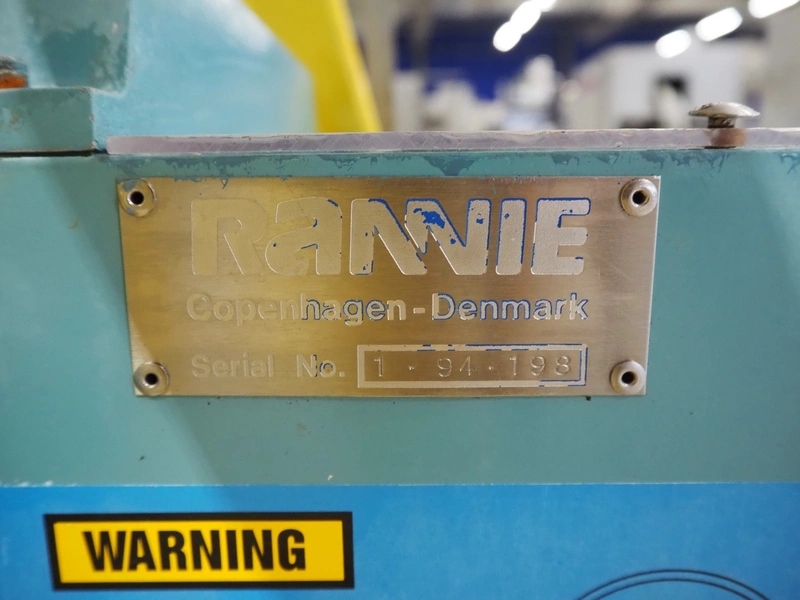 RaNNIE
Copenhagen-Denmark
Serial No. 1 · 94 · 198
WARNING